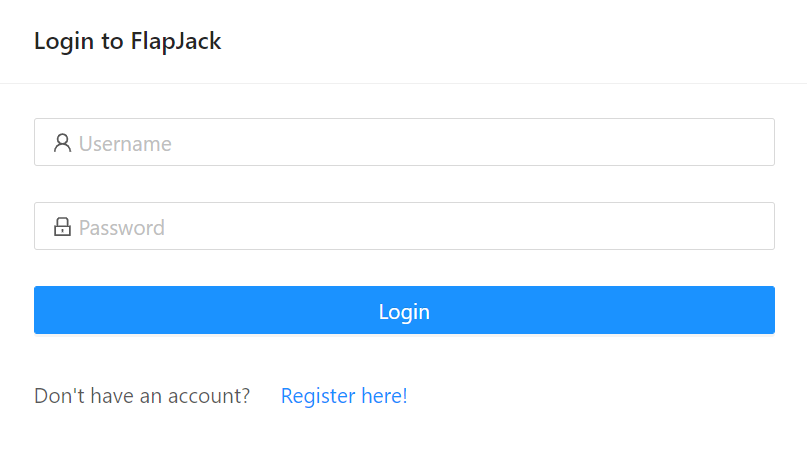 Login to FlapJack
Username
Password
Login
Don't have an account? Register here!